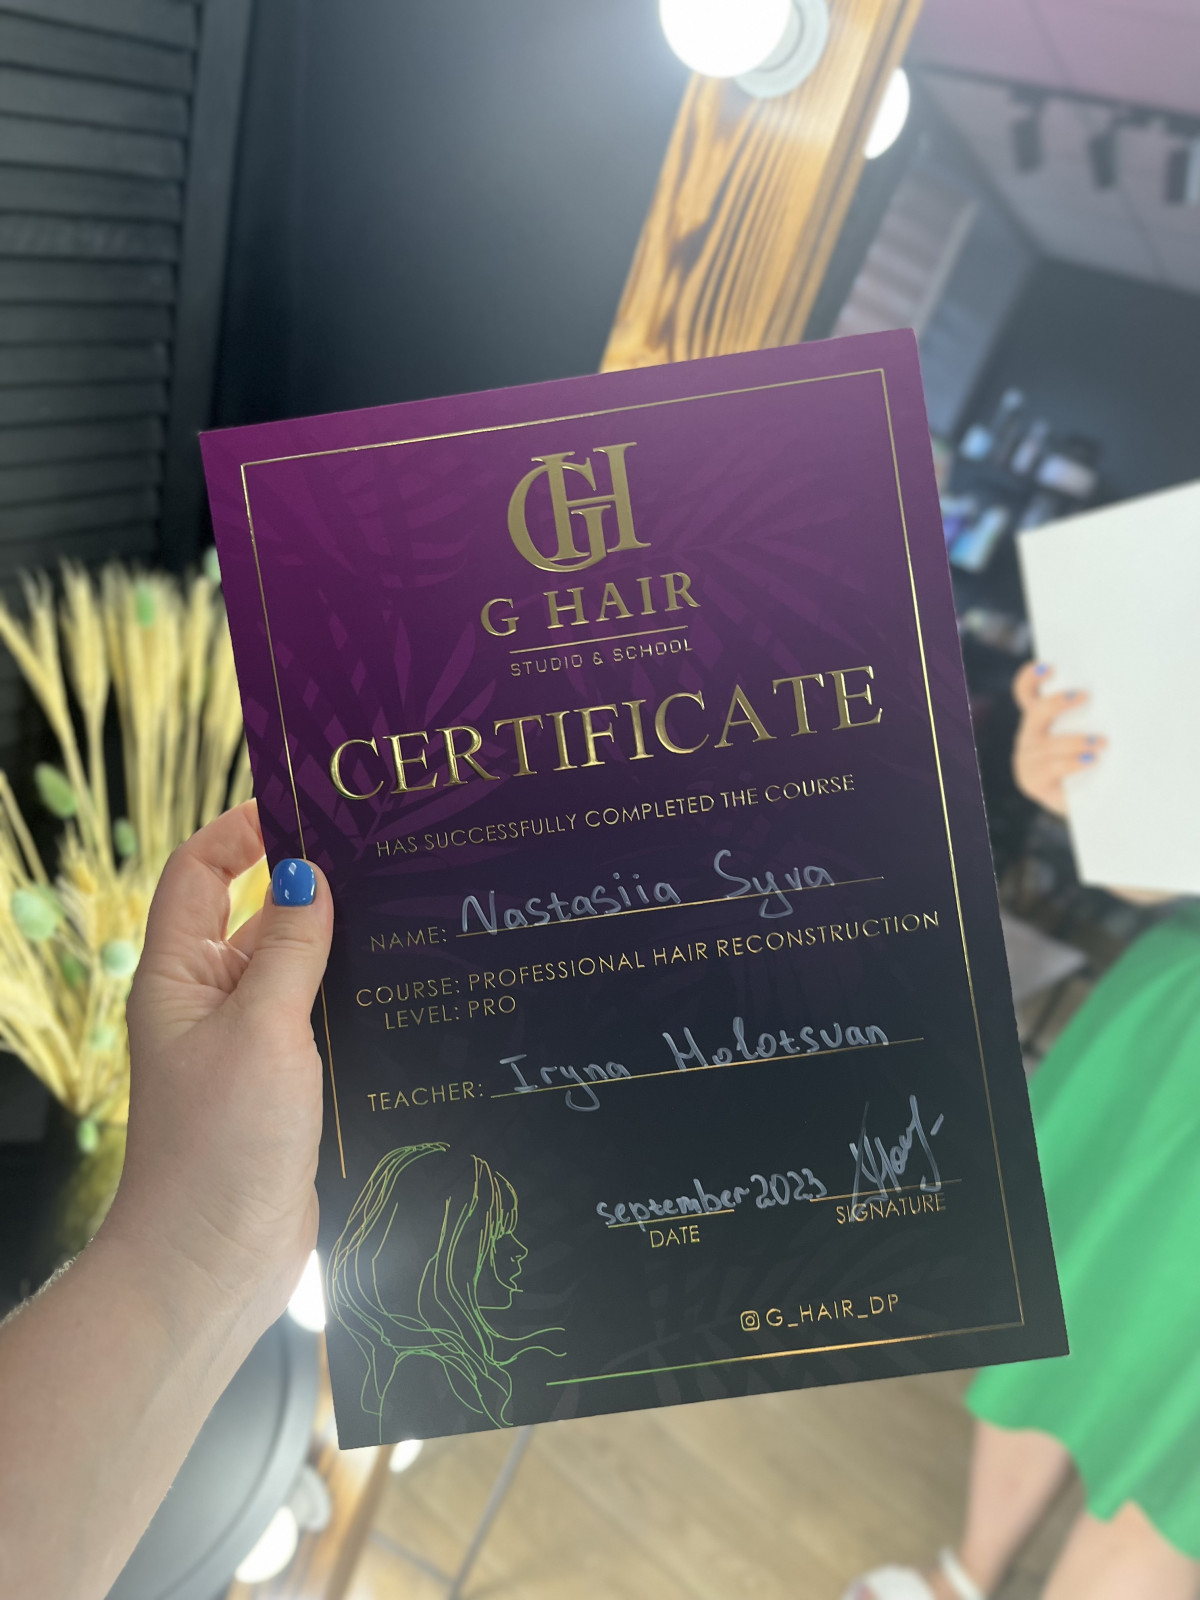 GH
G HAIR
STUDIO & SCHOOL
CERTIFICATE
HAS SUCCESSFULLY COMPLETED THE COURSE
NAME: Nastasiia Syva
COURSE: PROFESSIONAL HAIR RECONSTRUCTION
LEVEL: PRO
TEACHER: Iryna Molotsvan
september 2023
DATE
SIGNATURE
G_HAIR_DP